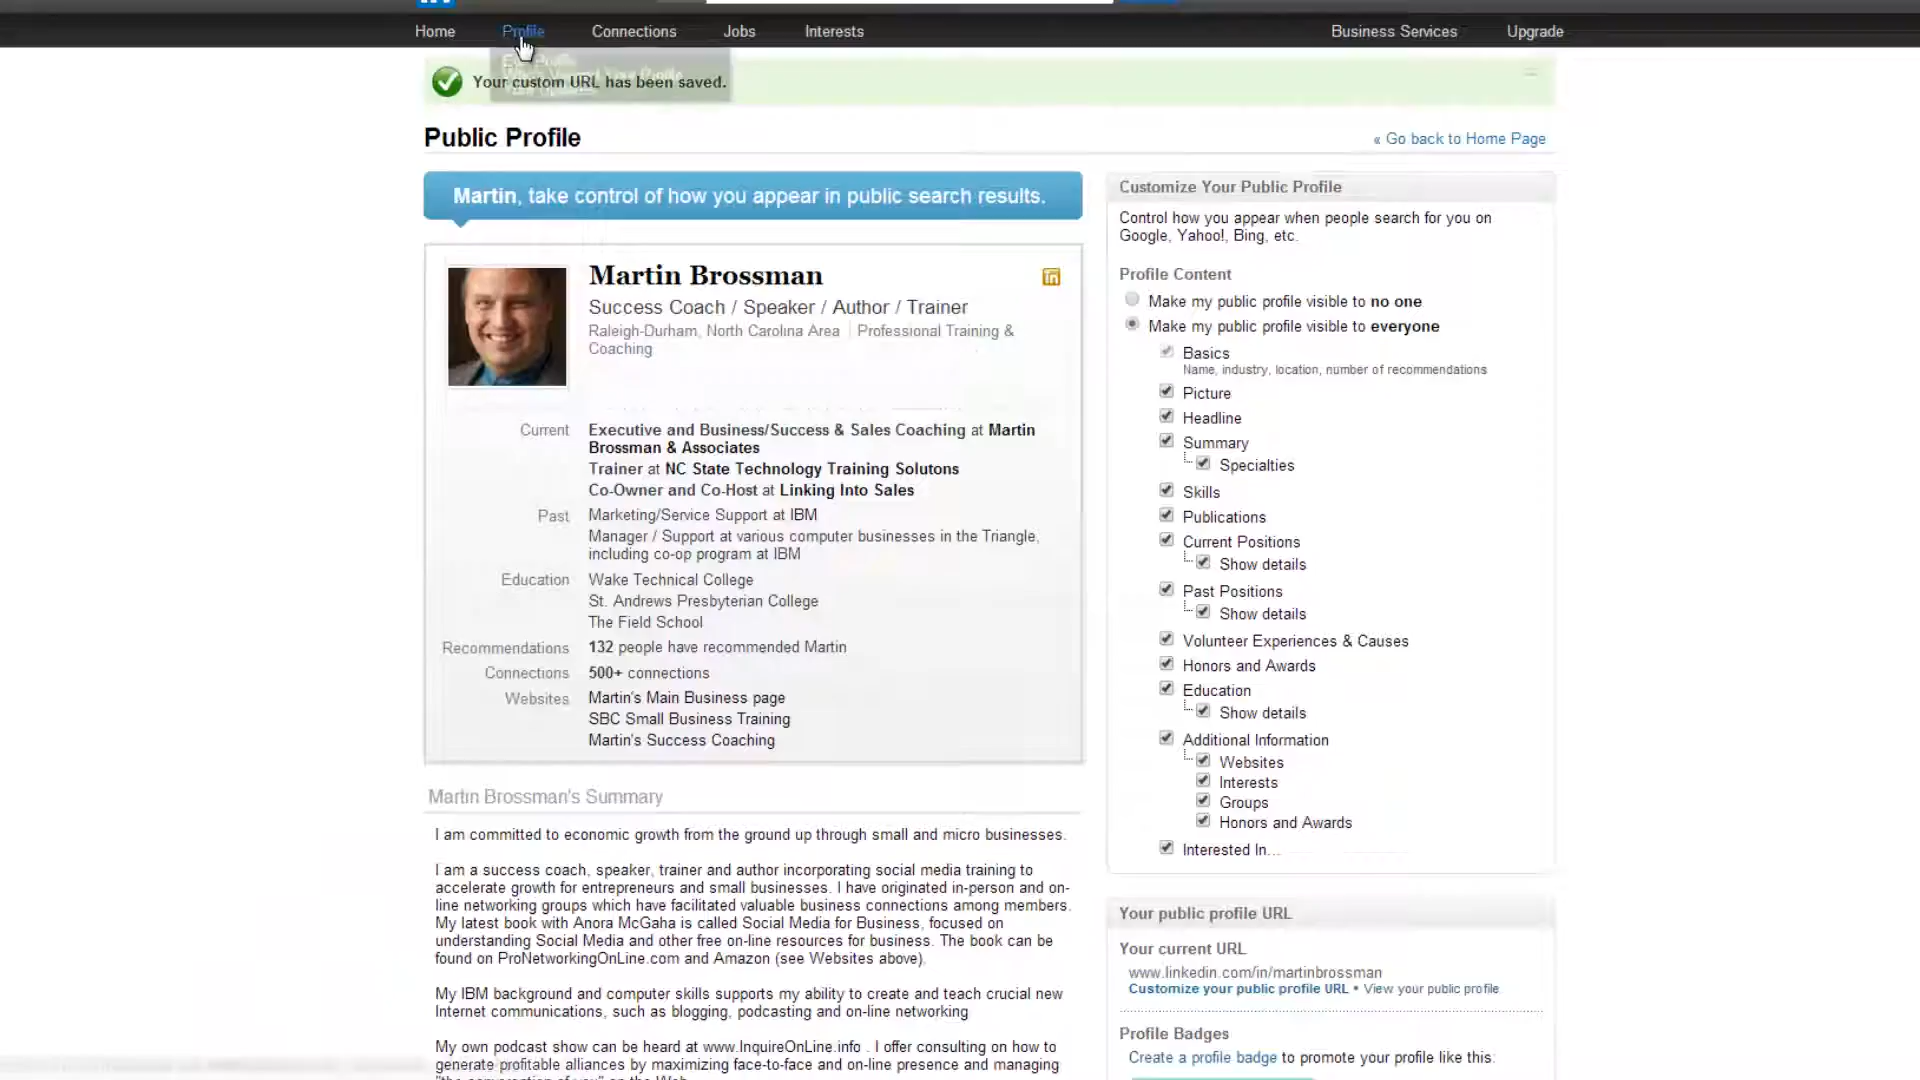 Home Profile Connections Jobs Interests Business Services Upgrade
Your custom URL has been saved.
Public Profile
« Go back to Home Page
Martin, take control of how you appear in public search results.
Martin Brossman
Success Coach / Speaker / Author / Trainer
Raleigh-Durham, North Carolina Area | Professional Training &
Coaching
Current Executive and Business/Success & Sales Coaching at Martin
Brossman & Associates
Trainer at NC State Technology Training Solutons
Co-Owner and Co-Host at Linking Into Sales
Past Marketing/Service Support at IBM
Manager / Support at various computer businesses in the Triangle,
including co-op program at IBM
Education Wake Technical College
St. Andrews Presbyterian College
The Field School
Recommendations 132 people have recommended Martin
Connections 500+ connections
Websites Martin's Main Business page
SBC Small Business Training
Martin's Success Coaching
Martin Brossman's Summary
I am committed to economic growth from the ground up through small and micro businesses.
I am a success coach, speaker, trainer and author incorporating social media training to
accelerate growth for entrepreneurs and small businesses. I have originated in-person and on-
line networking groups which have facilitated valuable business connections among members.
My latest book with Anora McGaha is called Social Media for Business, focused on
understanding Social Media and other free on-line resources for business. The book can be
found on ProNetworkingOnLine.com and Amazon (see Websites above).
My IBM background and computer skills supports my ability to create and teach crucial new
Internet communications, such as blogging, podcasting and on-line networking
My own podcast show can be heard at www.InquireOnLine.info . I offer consulting on how to
generate profitable alliances by maximizing face-to-face and on-line presence and managing
Customize Your Public Profile
Control how you appear when people search for you on
Google, Yahoo!, Bing, etc.
Profile Content
Make my public profile visible to no one
Make my public profile visible to everyone
Basics
Name, industry, location, number of recommendations
Picture
Headline
Summary
Specialties
Skills
Publications
Current Positions
Show details
Past Positions
Show details
Volunteer Experiences & Causes
Honors and Awards
Education
Show details
Additional Information
Websites
Interests
Groups
Honors and Awards
Interested In...
Your public profile URL
Your current URL
www.linkedin.com/in/martinbrossman
Customize your public profile URL • View your public profile
Profile Badges
Create a profile badge to promote your profile like this: